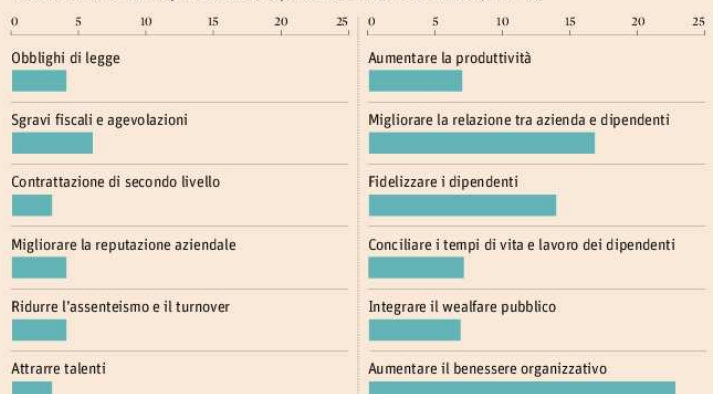 0 5 10 15 20 25
Obblighi di legge
Sgravi fiscali e agevolazioni
Contrattazione di secondo livello
Migliorare la reputazione aziendale
Ridurre l'assenteismo e il turnover
Attrarre talenti
0 5 10 15 20 25
Aumentare la produttività
Migliorare la relazione tra azienda e dipendenti
Fidelizzare i dipendenti
Conciliare i tempi di vita e lavoro dei dipendenti
Integrare il wealfare pubblico
Aumentare il benessere organizzativo